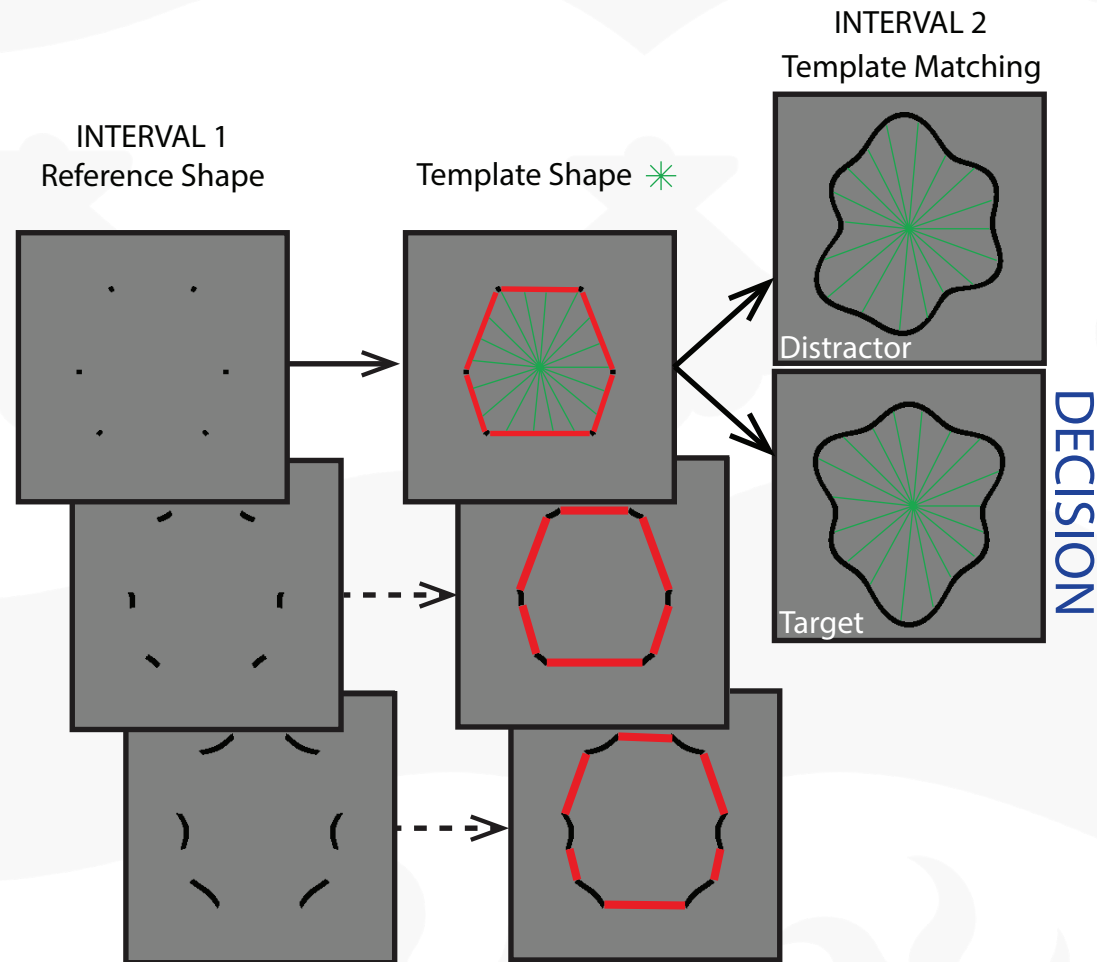 INTERVAL 1
Reference Shape
Template Shape
INTERVAL 2
Template Matching
Distractor
Target
DECISION